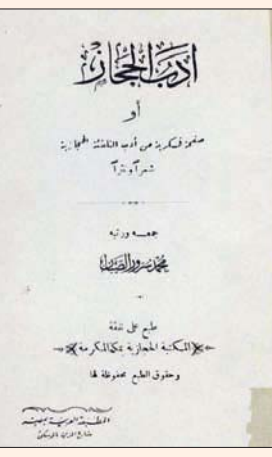 ادب الحجاز
أو
صفحة فكرية من أدب الناشئة الحجازية
شعراً ونثراً
جمعه ورتبه
محمد سرور الصبان
طبع على نفقة
المكتبة الحجازية بمكة المكرمة
وحقوق الطبع محفوظة لها
المطبعة العربية بمصر